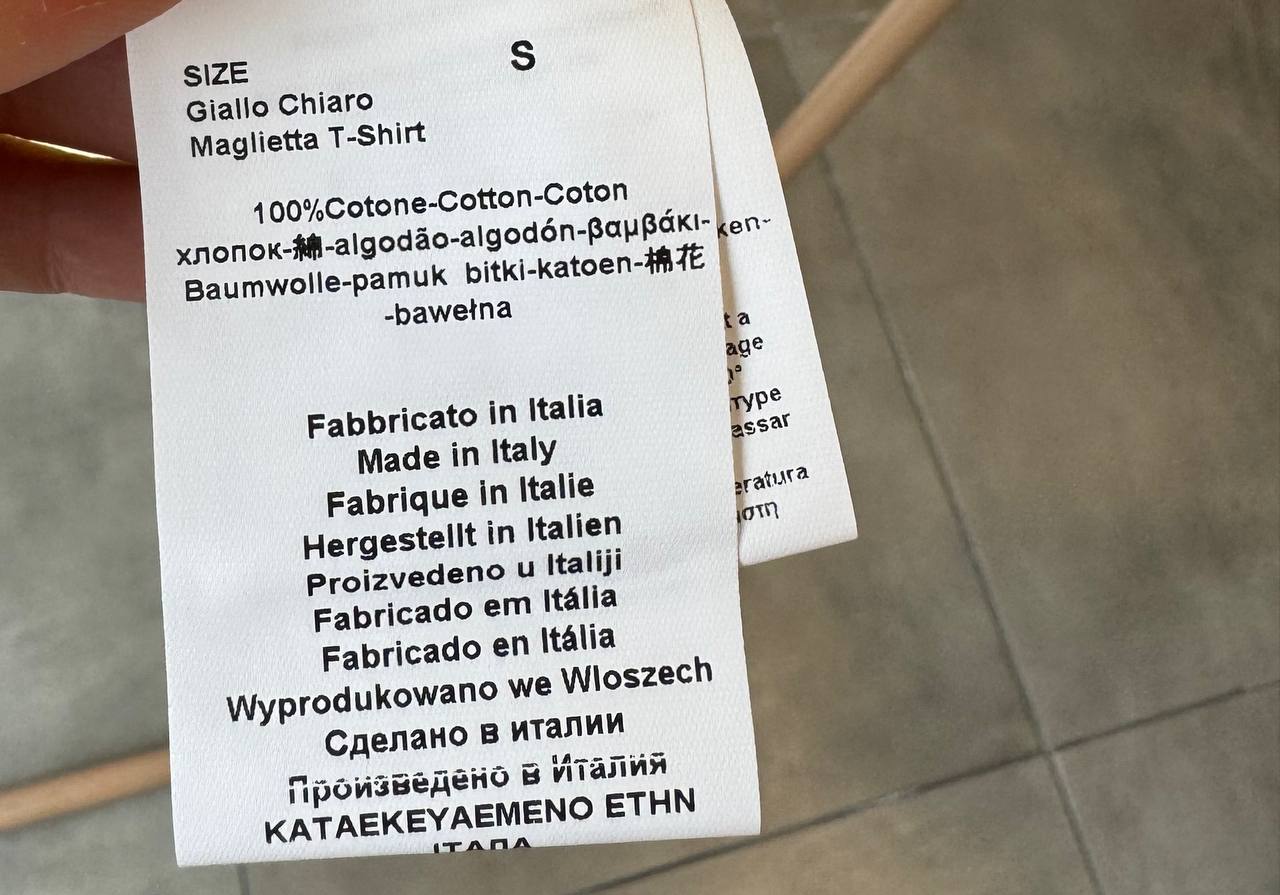 SIZE S
Giallo Chiaro
Maglietta T-Shirt
100%Cotone-Cotton-Coton
хлопок-綿-algodão-algodón-βαμβάκι-
Baumwolle-pamuk bitki-katoen-棉花
-bawełna
Fabbricato in Italia
Made in Italy
Fabrique in Italie
Hergestellt in Italien
Proizvedeno u Italiji
Fabricado em Itália
Fabricado en Itália
Wyprodukowano we Wloszech
Сделано в италии
Произведено в Италия
KATAEKEYAEMENO ETHN